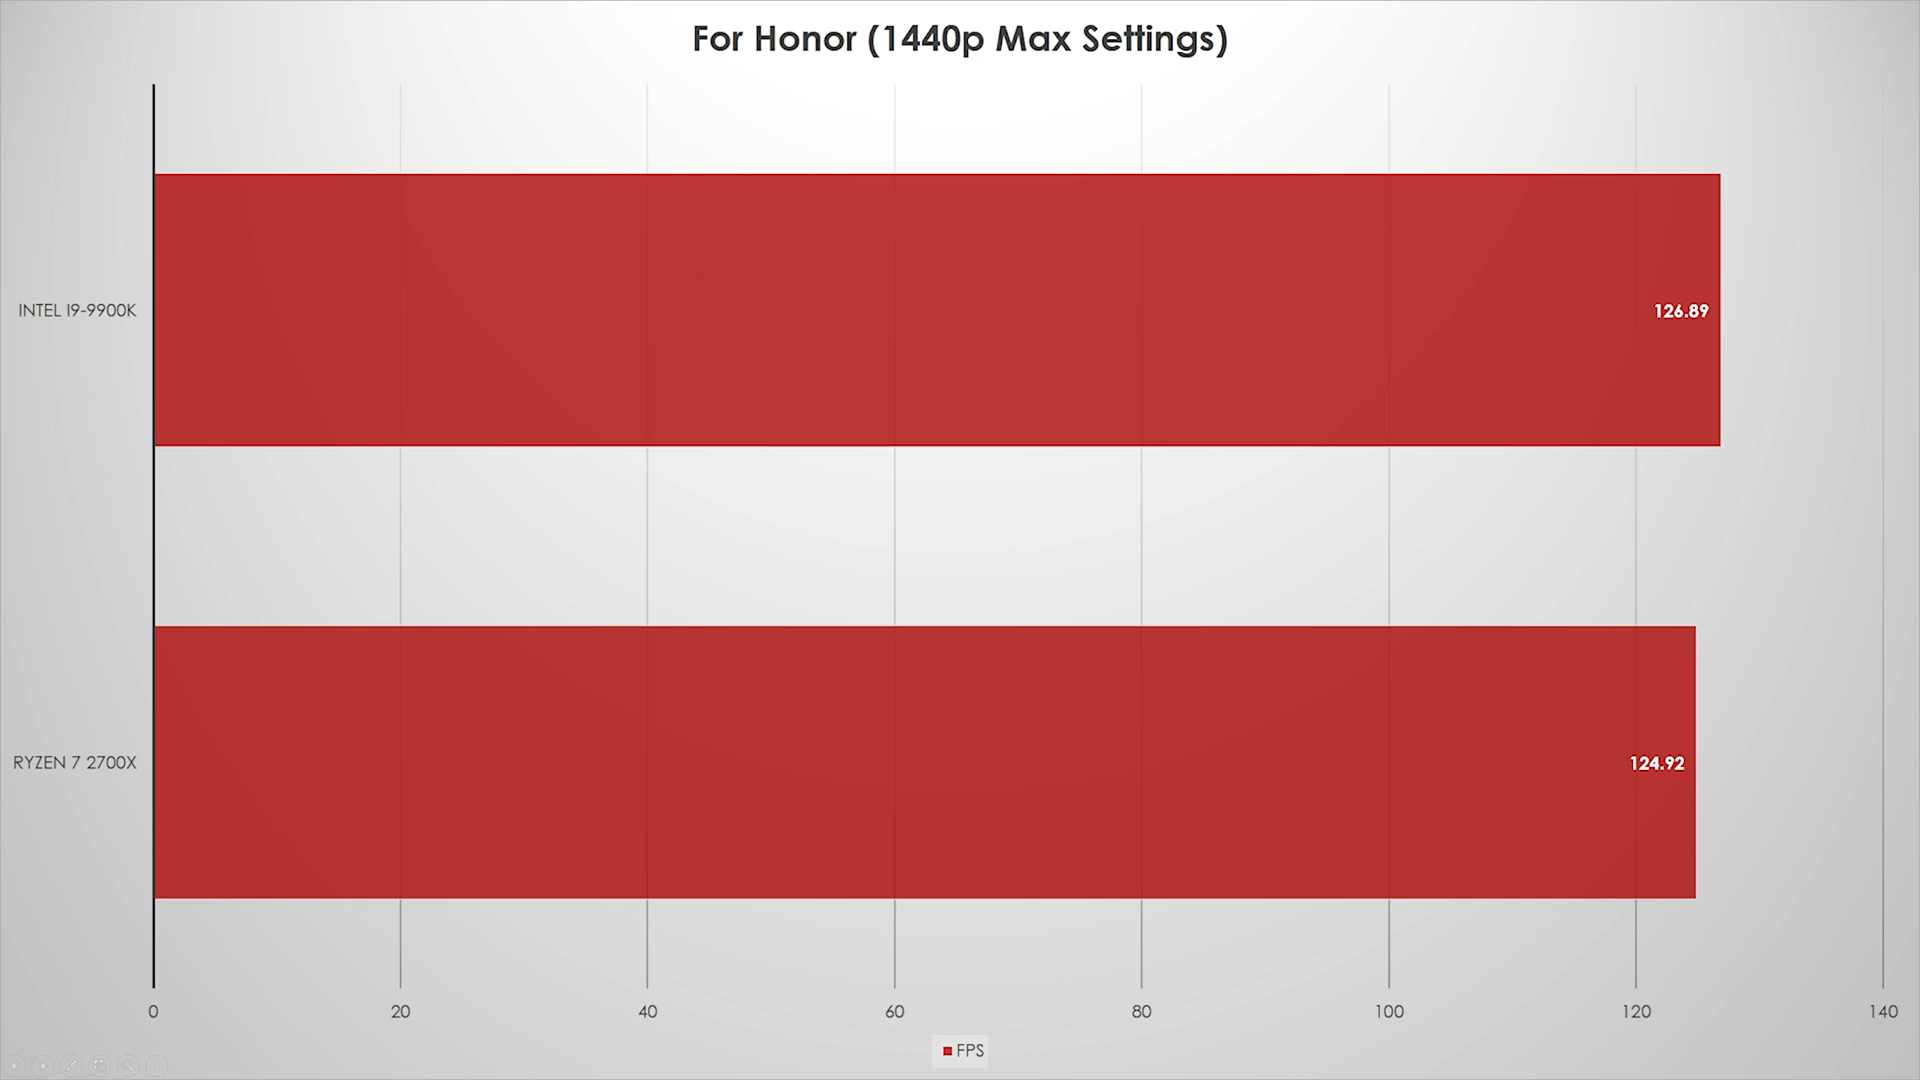 For Honor (1440p Max Settings)
INTEL I9-9900K
126.89
RYZEN 7 2700X
124.92
0 20 40 60 80 100 120 140
FPS